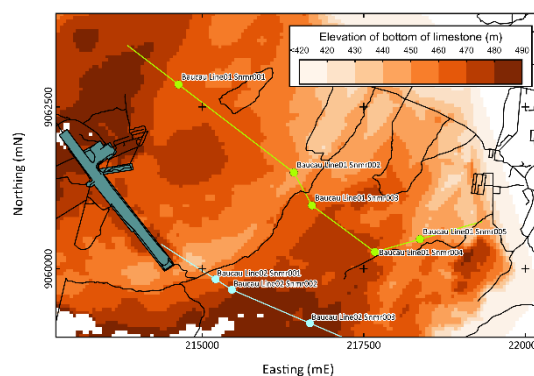 Elevation of bottom of limestone (m)
<420 430 440 450 460 470 480 490
Baucau Line01 Snmr001
9062500
Baucau Line01 Snmr002
Baucau Line01 Snmr003
Northing (mN)
Baucau Line01 Snmr005
Baucau Line01 Snmr004
9060000
Baucau Line02 Snmr001
Baucau Line02 Snmr002
Baucau Line02 Snmr003
215000 217500 22000
Easting (mE)